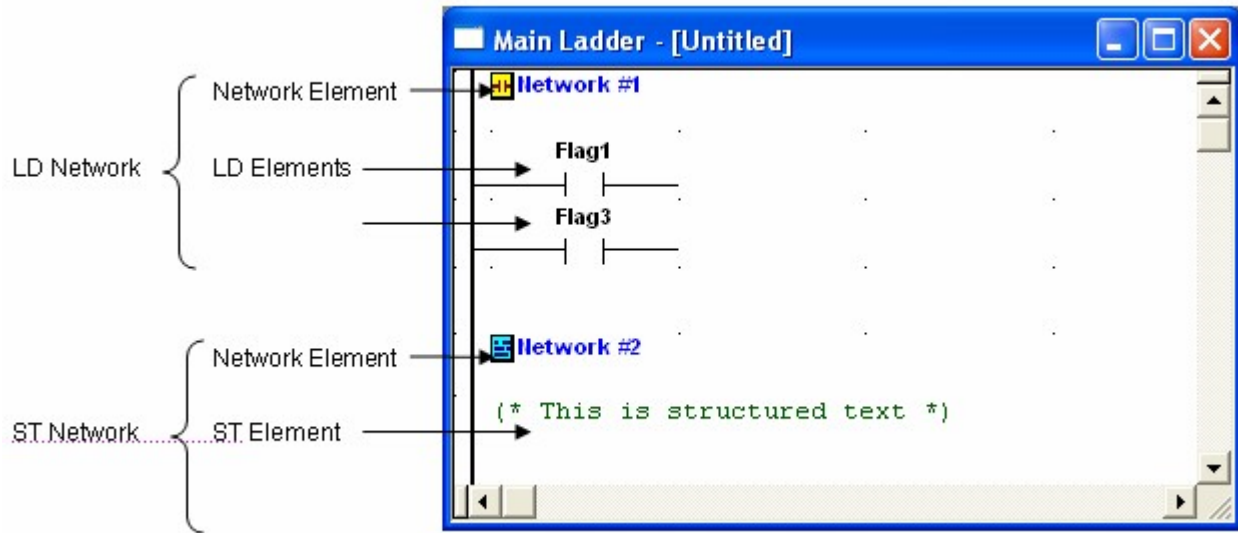 Main Ladder - [Untitled]
Network Element
Network #1
LD Network
LD Elements
Flag1
Flag3
Network Element
Network #2
ST Network
ST Element
(* This is structured text *)